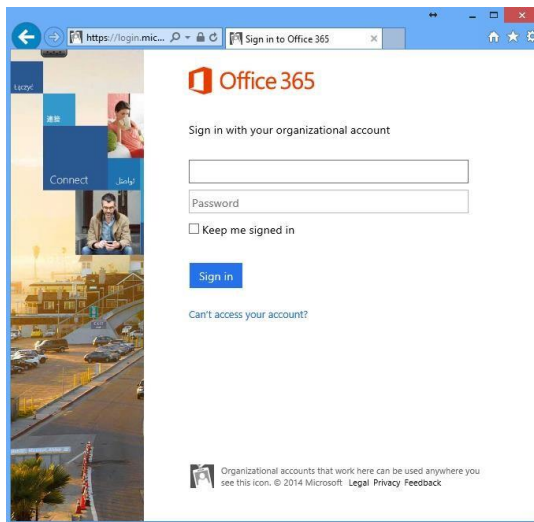 https://login.mic...
Sign in to Office 365
Łączyć
連接
Connect
تواصل
Office 365
Sign in with your organizational account
Password
Keep me signed in
Sign in
Can't access your account?
Organizational accounts that work here can be used anywhere you
see this icon. © 2014 Microsoft Legal Privacy Feedback